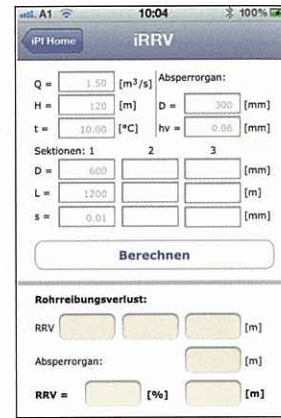 A1 10:04 100%
iPI Home iRRV
Q = 1.50 [m³/s] Absperrorgan:
H = 120 [m] D = 300 [mm]
t = 10.00 [°C] hv = 0.06 [mm]
Sektionen: 1 2 3
D = 600 [mm]
L = 1200 [m]
s = 0.01 [mm]
Berechnen
Rohrreibungsverlust:
RRV [m]
Absperrorgan: [m]
RRV = [%] [m]